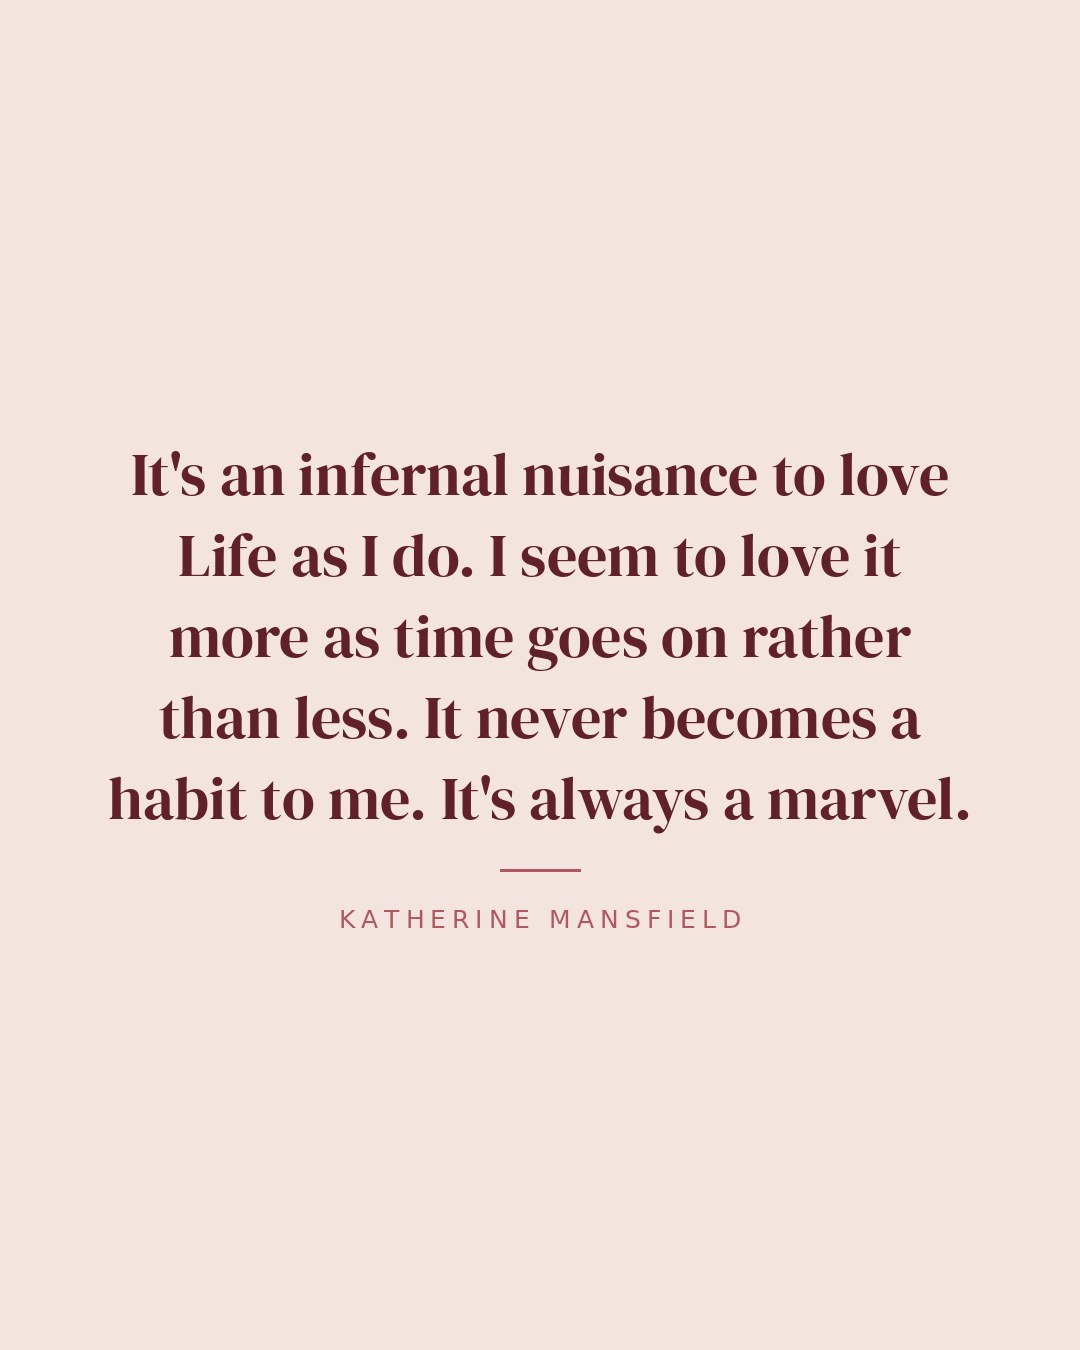 It's an infernal nuisance to love
Life as I do. I seem to love it
more as time goes on rather
than less. It never becomes a
habit to me. It's always a marvel.
KATHERINE MANSFIELD